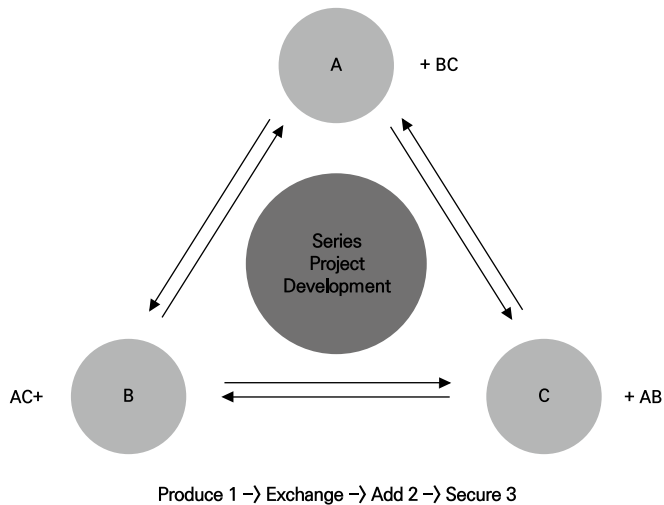 A
+ BC
Series
Project
Development
AC+
B
C
+ AB
Produce 1 -> Exchange -> Add 2 -> Secure 3